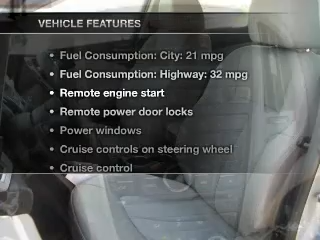 VEHICLE FEATURES
• Fuel Consumption: City: 21 mpg
• Fuel Consumption: Highway: 32 mpg
• Remote engine start
• Remote power door locks
• Power windows
• Cruise controls on steering wheel
• Cruise control